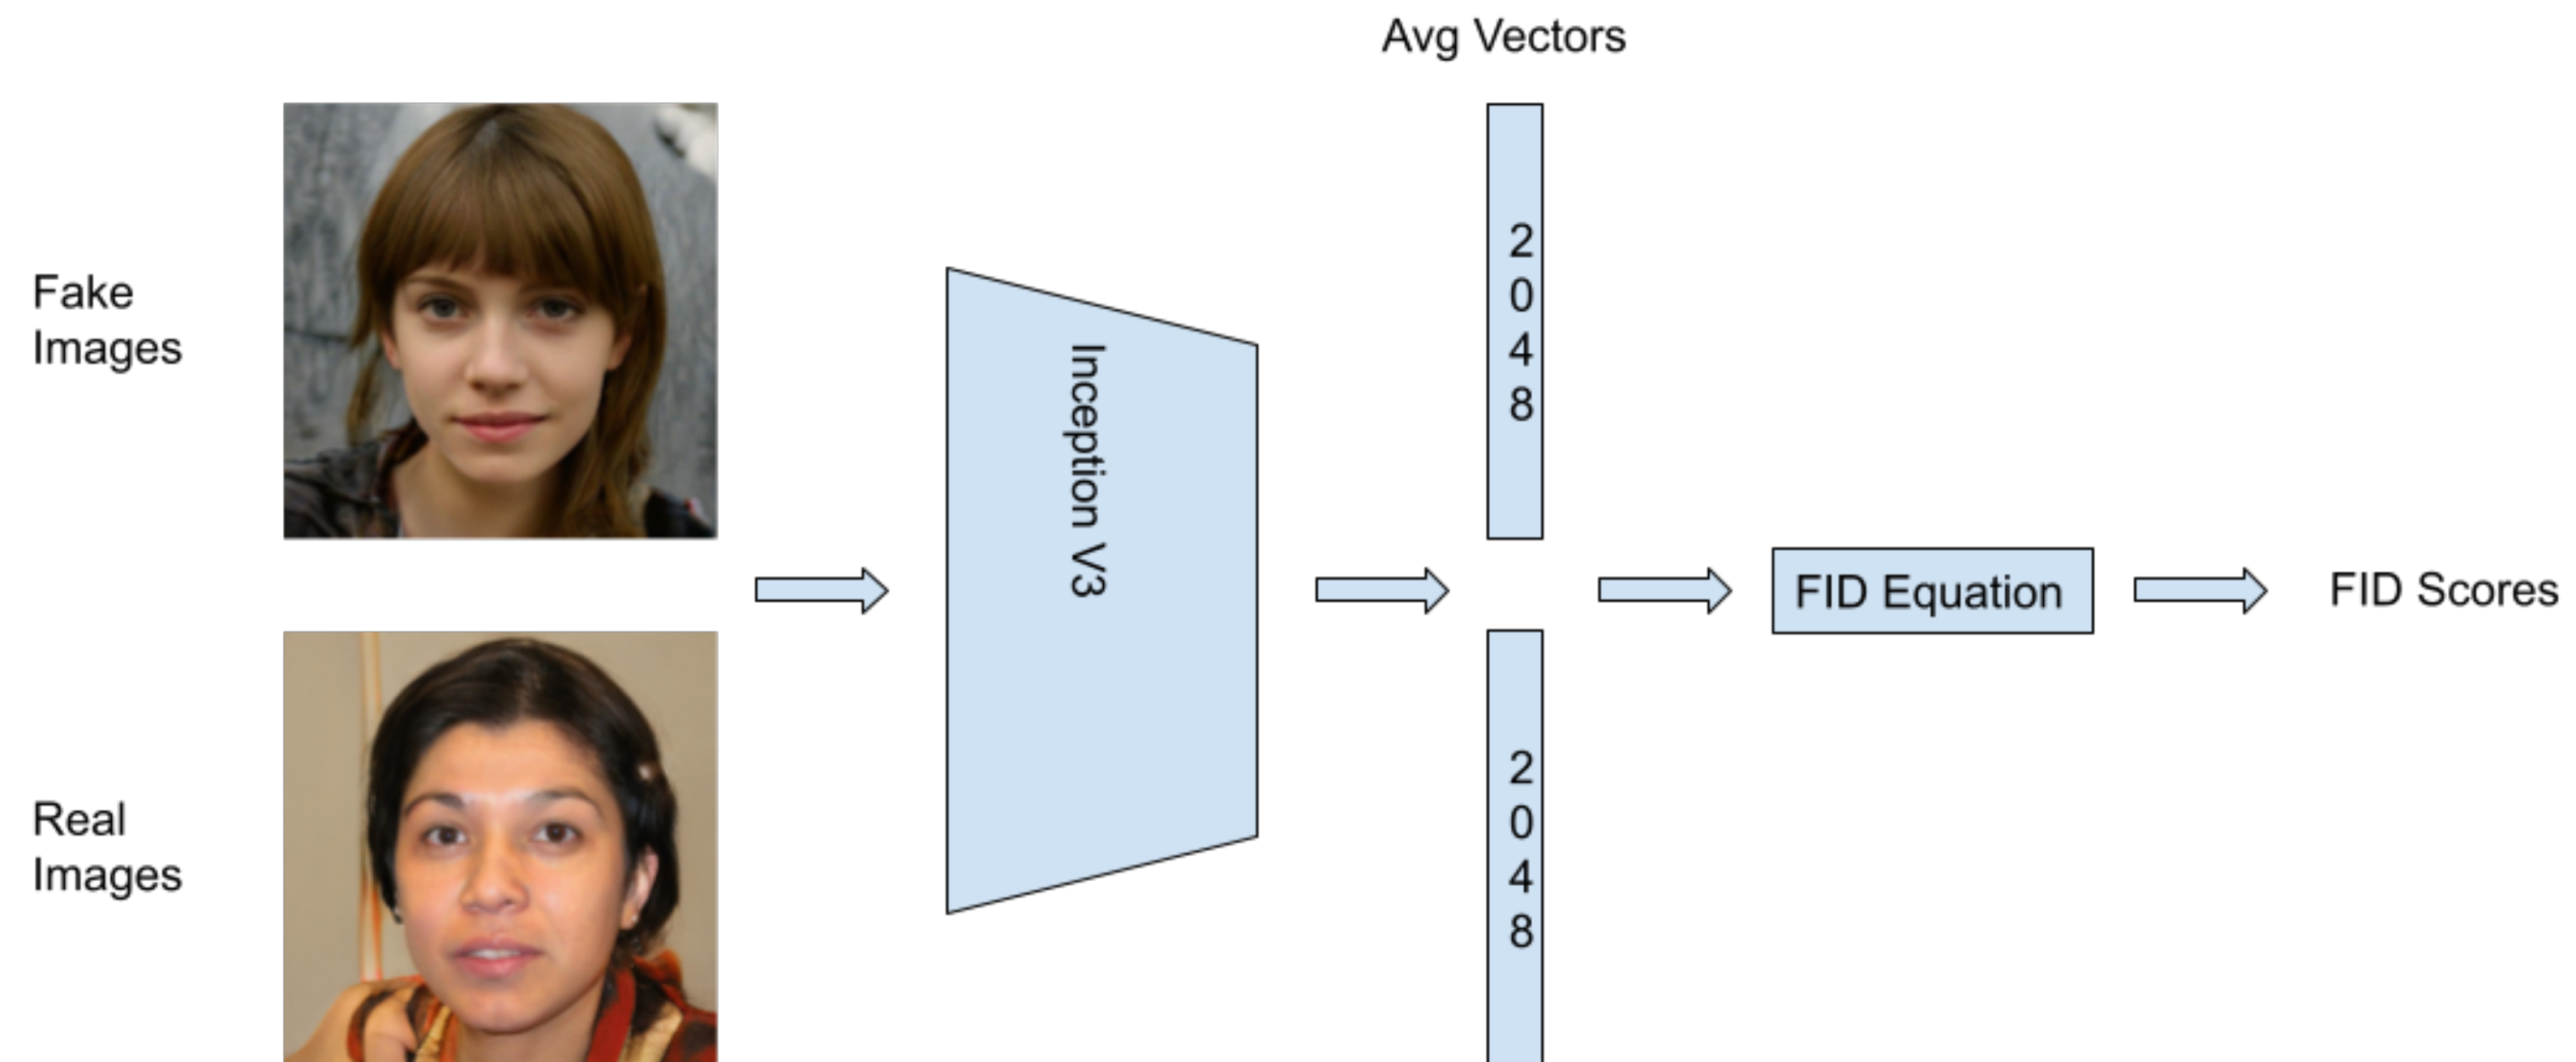 Avg Vectors
Fake
Images
Inception V3
2
0
4
8
FID Equation
FID Scores
Real
Images
2
0
4
8